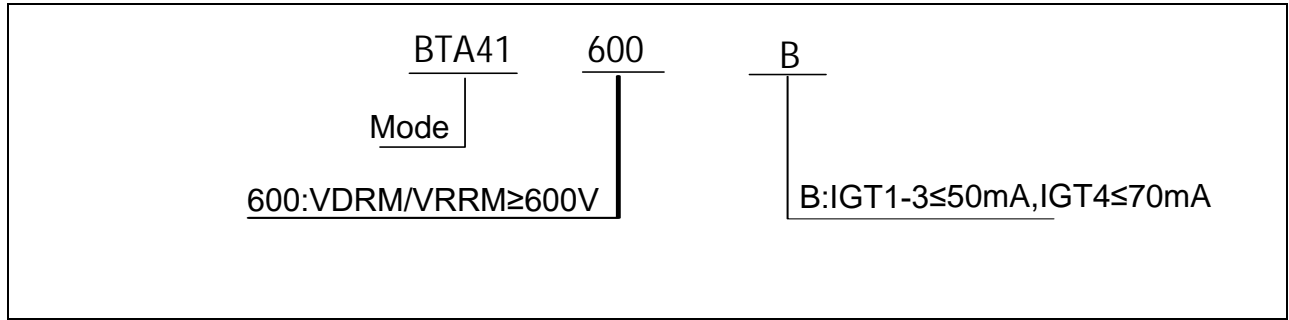 BTA41 600 B
Mode
600:VDRM/VRRM≥600V B:IGT1-3≤50mA,IGT4≤70mA